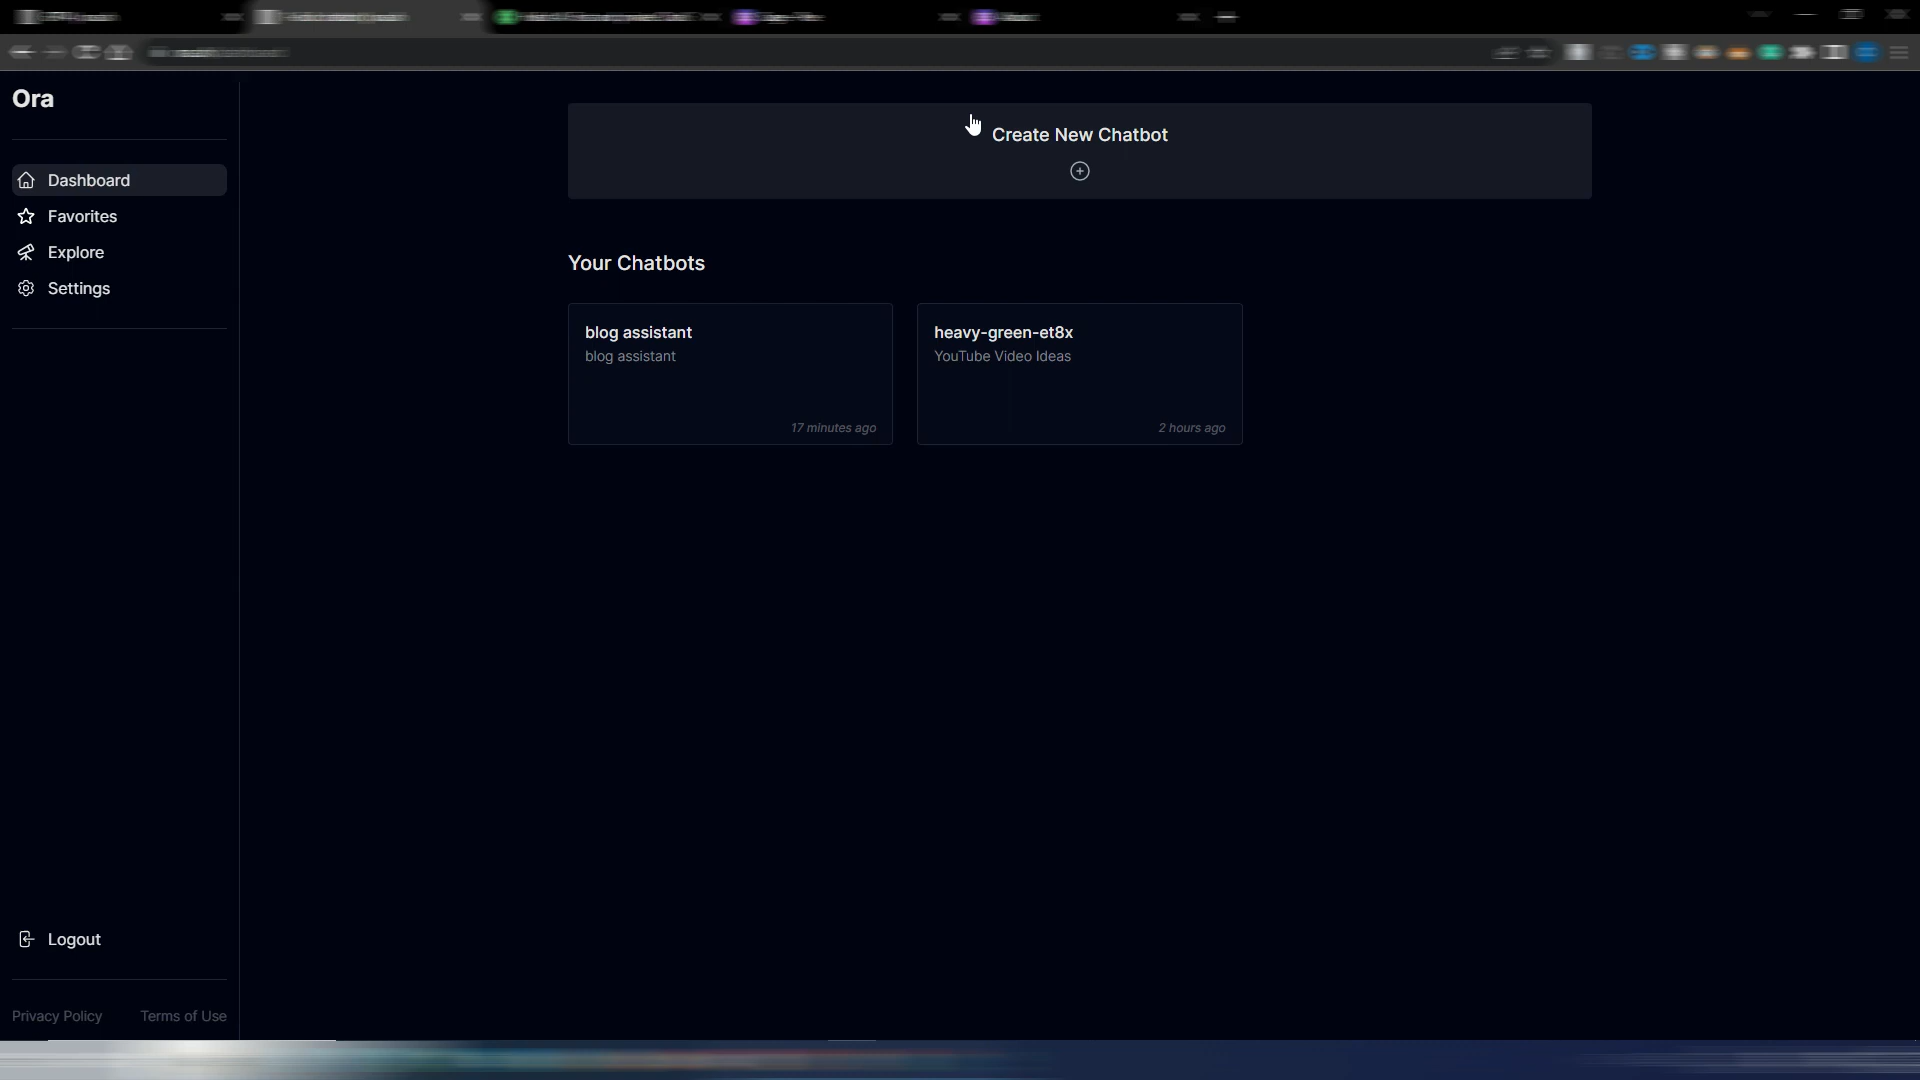 Ora
Dashboard
Favorites
Explore
Settings
Logout
Privacy Policy
Terms of Use
Create New Chatbot
Your Chatbots
blog assistant
blog assistant
17 minutes ago
heavy-green-et8x
YouTube Video Ideas
2 hours ago